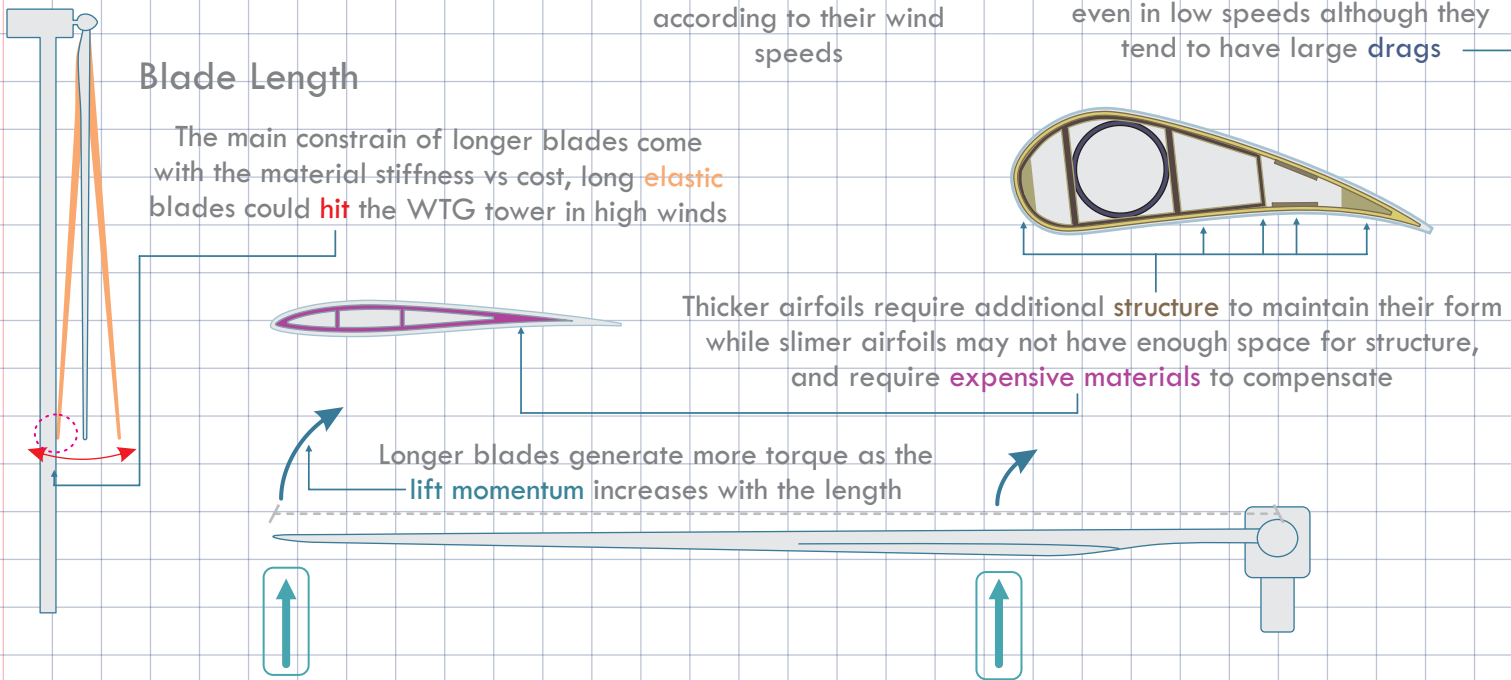 according to their wind
speeds
even in low speeds although they
tend to have large drags
Blade Length
The main constrain of longer blades come
with the material stiffness vs cost, long elastic
blades could hit the WTG tower in high winds
Thicker airfoils require additional structure to maintain their form
while slimer airfoils may not have enough space for structure,
and require expensive materials to compensate
Longer blades generate more torque as the
lift momentum increases with the length